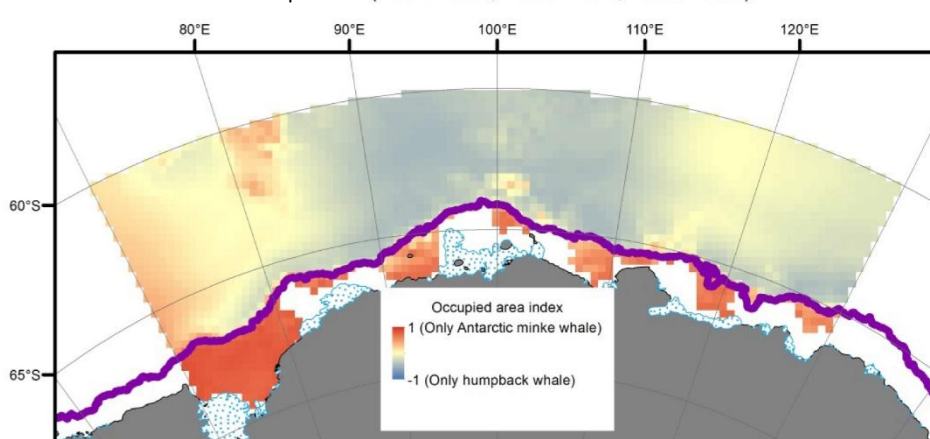 80°E 90°E 100°E 110°E 120°E
60°S
65°S
Occupied area index
1 (Only Antarctic minke whale)
-1 (Only humpback whale)